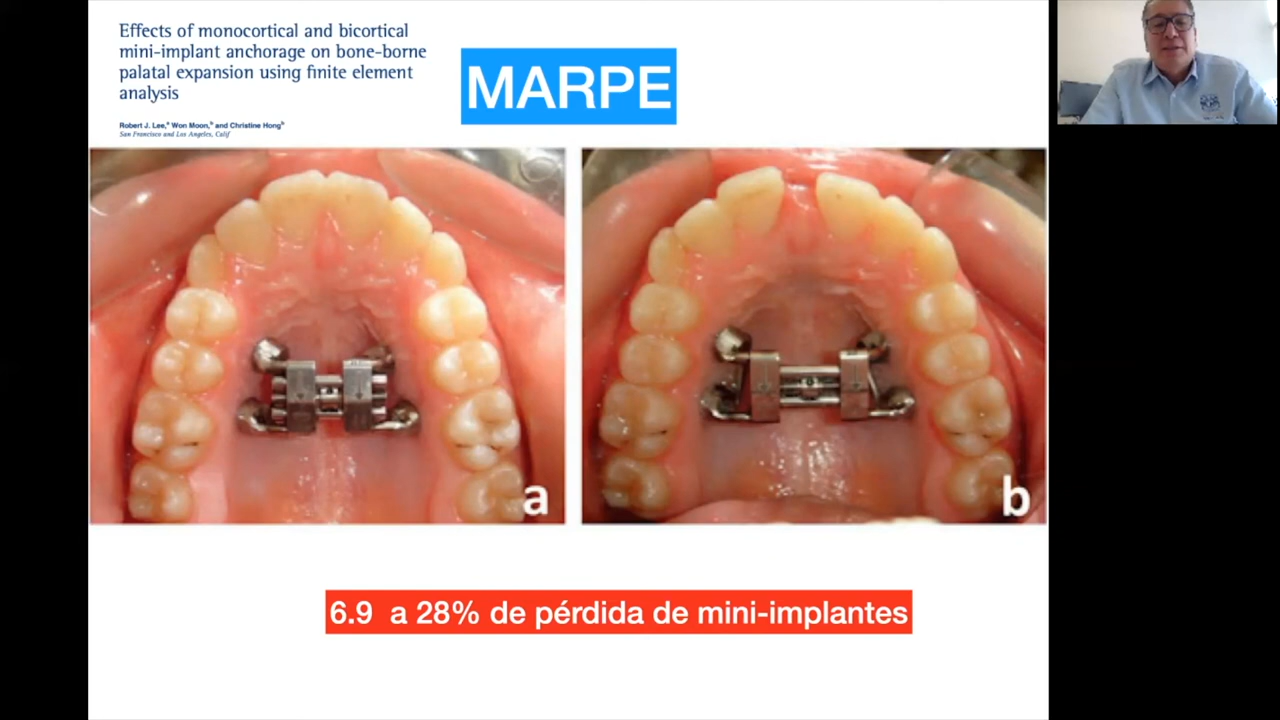 Effects of monocortical and bicortical
mini-implant anchorage on bone-borne
palatal expansion using finite element
analysis
Robert J. Lee,a Won Moon,b and Christine Hongb
San Francisco and Los Angeles, Calif
MARPE
a
b
6.9 a 28% de pérdida de mini-implantes